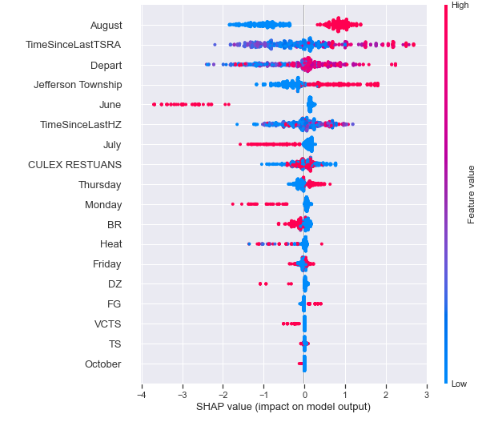 High
August
TimeSinceLastTSRA
Depart
Jefferson Township
June
TimeSinceLastHZ
July
CULEX RESTUANS
Thursday
Monday
BR
Heat
Friday
DZ
FG
VCTS
TS
October
Feature value
Low
−4 −3 −2 −1 0 1 2 3
SHAP value (impact on model output)